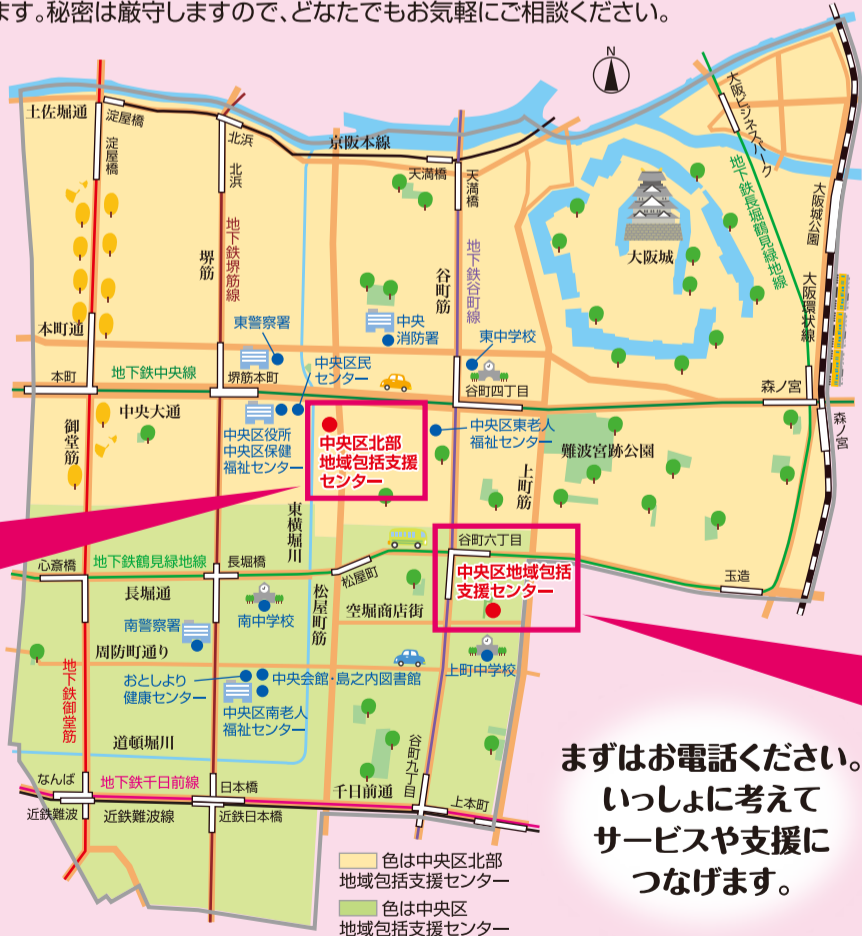 ます。秘密は厳守しますので、どなたでもお気軽にご相談ください。
N
土佐堀通
淀屋橋
淀屋橋
北浜
北浜
京阪本線
天満橋
天満橋
大阪ビジネスパーク
地下鉄長堀鶴見緑地線
大阪城公園
大阪環状線
大阪城
地下鉄堺筋線
堺筋
谷町筋
地下鉄谷町線
本町通
東警察署
中央
消防署
東中学校
中央区民
センター
本町
地下鉄中央線
堺筋本町
谷町四丁目
森ノ宮
森ノ宮
御堂筋
中央大通
中央区役所
中央区保健
福祉センター
中央区北部
地域包括支援
センター
中央区東老人
福祉センター
難波宮跡公園
上町筋
東横堀川
谷町六丁目
心斎橋
地下鉄鶴見緑地線
長堀橋
松屋町
中央区地域包括
支援センター
玉造
長堀通
南中学校
松屋町筋
空堀商店街
南警察署
周防町通り
上町中学校
おとしより
健康センター
中央会館・島之内図書館
地下鉄御堂筋
中央区南老人
福祉センター
道頓堀川
谷町九丁目
なんば
地下鉄千日前線
日本橋
千日前通
上本町
近鉄難波
近鉄難波線
近鉄日本橋
まずはお電話ください。
いっしょに考えて
サービスや支援に
つなげます。
色は中央区北部
地域包括支援センター
色は中央区
地域包括支援センター